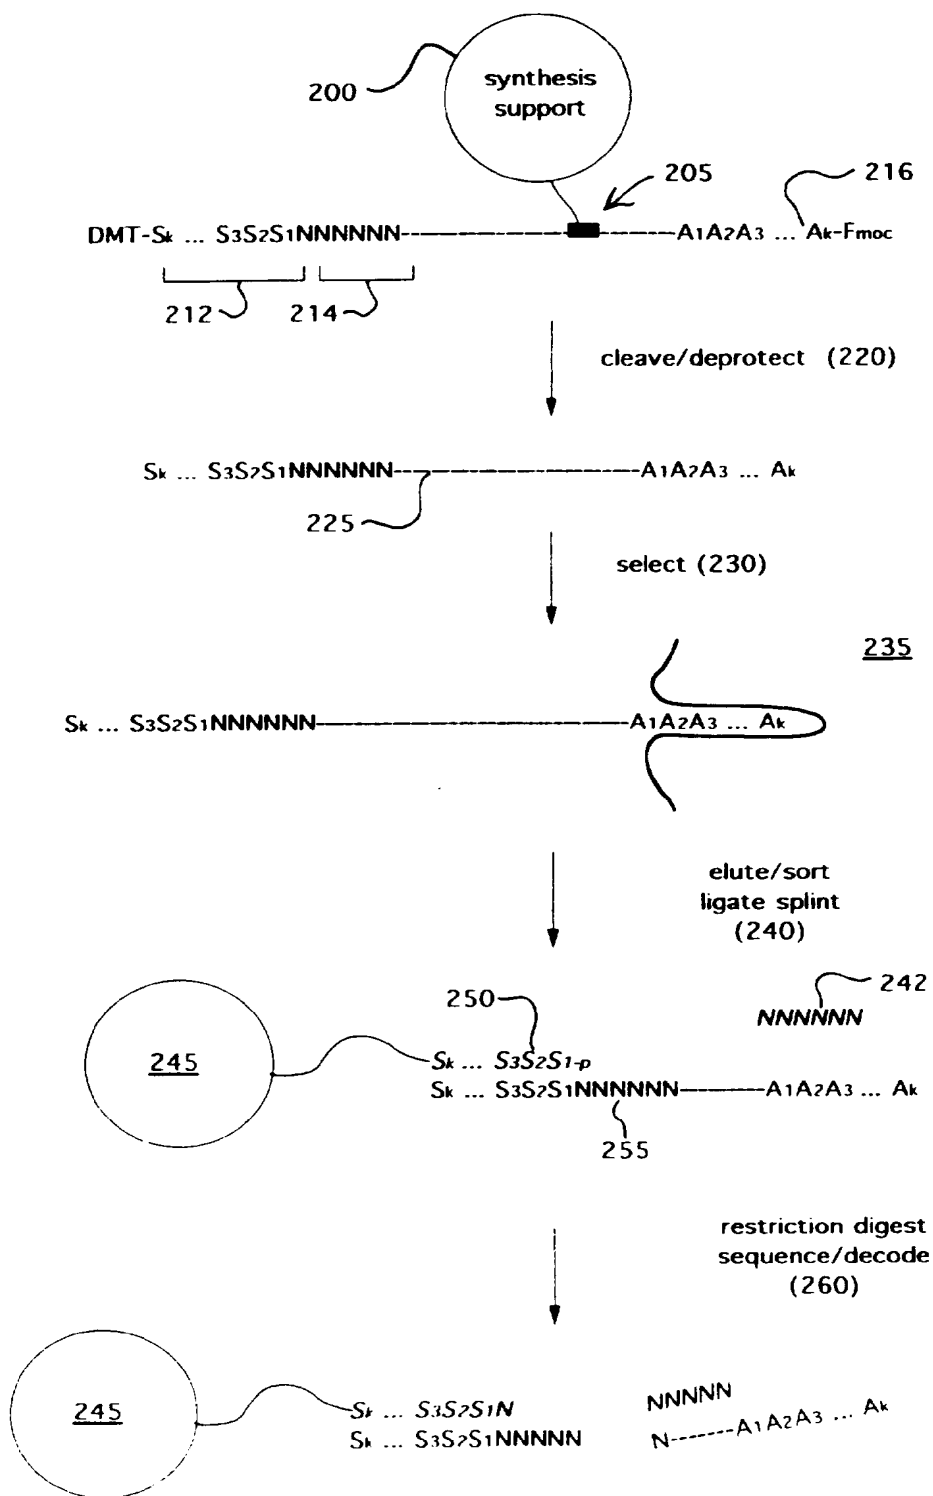 synthesis
support
200
205
216
DMT-Sk ... S3S2S1NNNNNN A1A2A3 ... Ak-Fmoc
212
214
cleave/deprotect (220)
Sk ... S3S2S1NNNNNN A1A2A3 ... Ak
225
select (230)
235
Sk ... S3S2S1NNNNNN A1A2A3 ... Ak
elute/sort
ligate splint
(240)
250
242
NNNNNN
245
Sk ... S3S2S1-p
Sk ... S3S2S1NNNNNN A1A2A3 ... Ak
255
restriction digest
sequence/decode
(260)
245
Sk ... S3S2S1N
NNNNN
Sk ... S3S2S1NNNNN
N-------A1A2A3 ... Ak